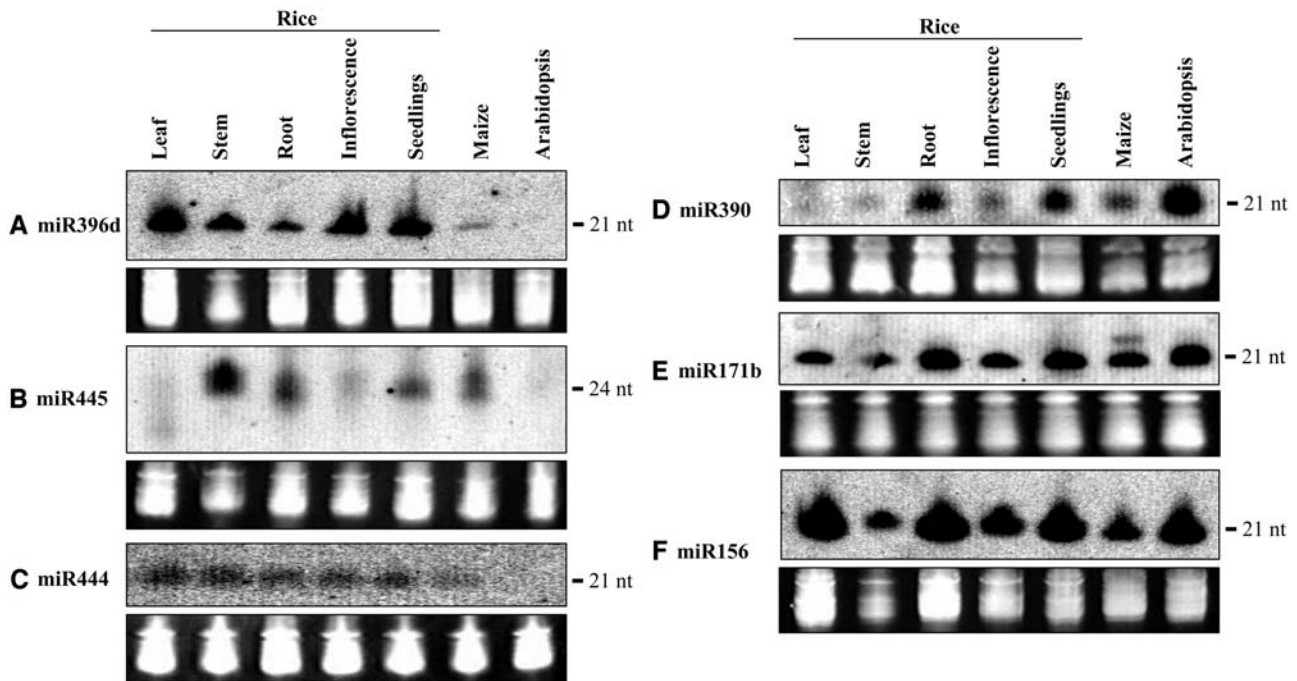 Rice
Leaf
Stem
Root
Inflorescence
Seedlings
Maize
Arabidopsis
A miR396d
21 nt
B miR445
24 nt
C miR444
21 nt
Rice
Leaf
Stem
Root
Inflorescence
Seedlings
Maize
Arabidopsis
D miR390
21 nt
E miR171b
21 nt
F miR156
21 nt